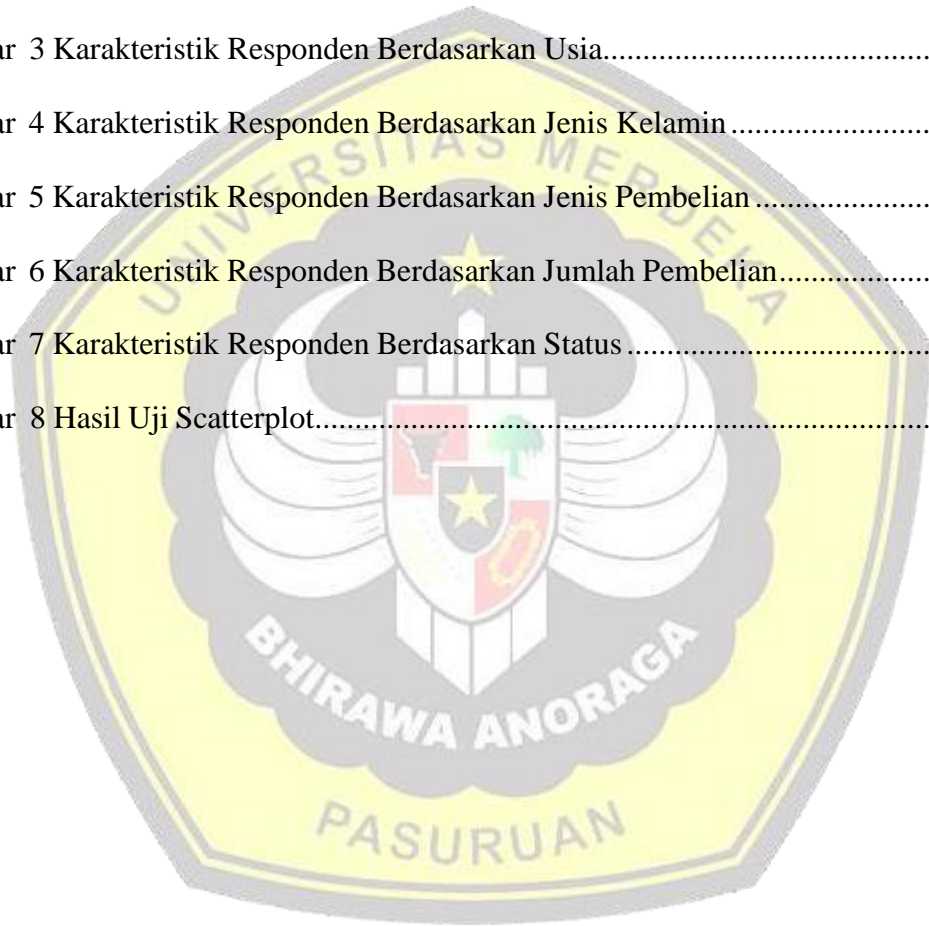 ar 3 Karakteristik Responden Berdasarkan Usia........................................
ar 4 Karakteristik Responden Berdasarkan Jenis Kelamin.........................
ar 5 Karakteristik Responden Berdasarkan Jenis Pembelian......................
ar 6 Karakteristik Responden Berdasarkan Jumlah Pembelian...................
ar 7 Karakteristik Responden Berdasarkan Status......................................
ar 8 Hasil Uji Scatterplot.............................................................................
UNIVERSITAS MERDEKA
BHIRAWA ANORAGA
PASURUAN